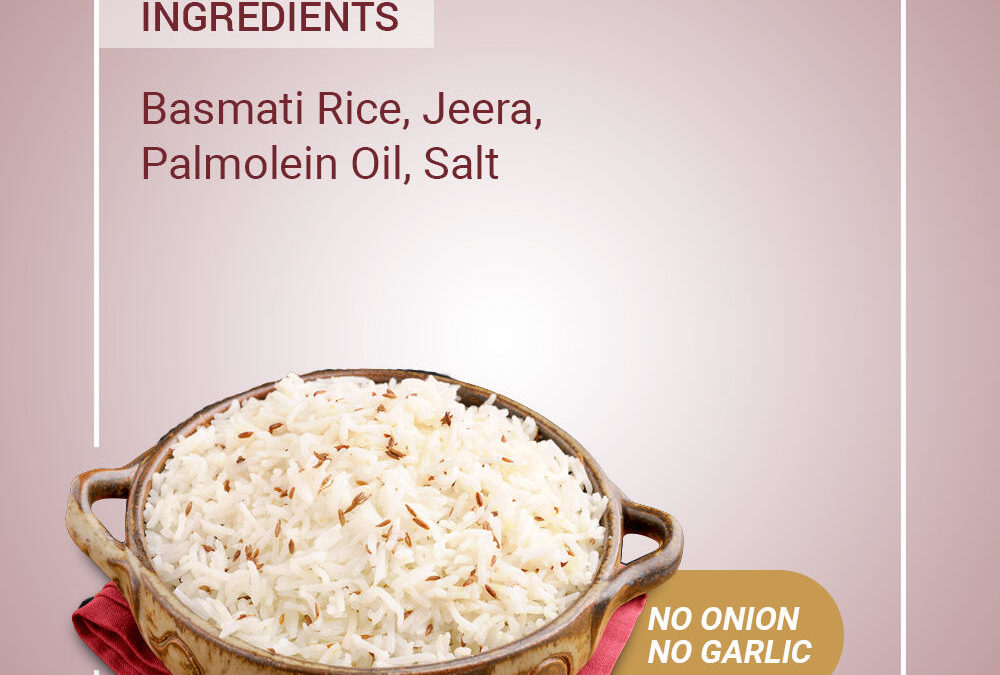 INGREDIENTS
Basmati Rice, Jeera,
Palmolein Oil, Salt
NO ONION
NO GARLIC